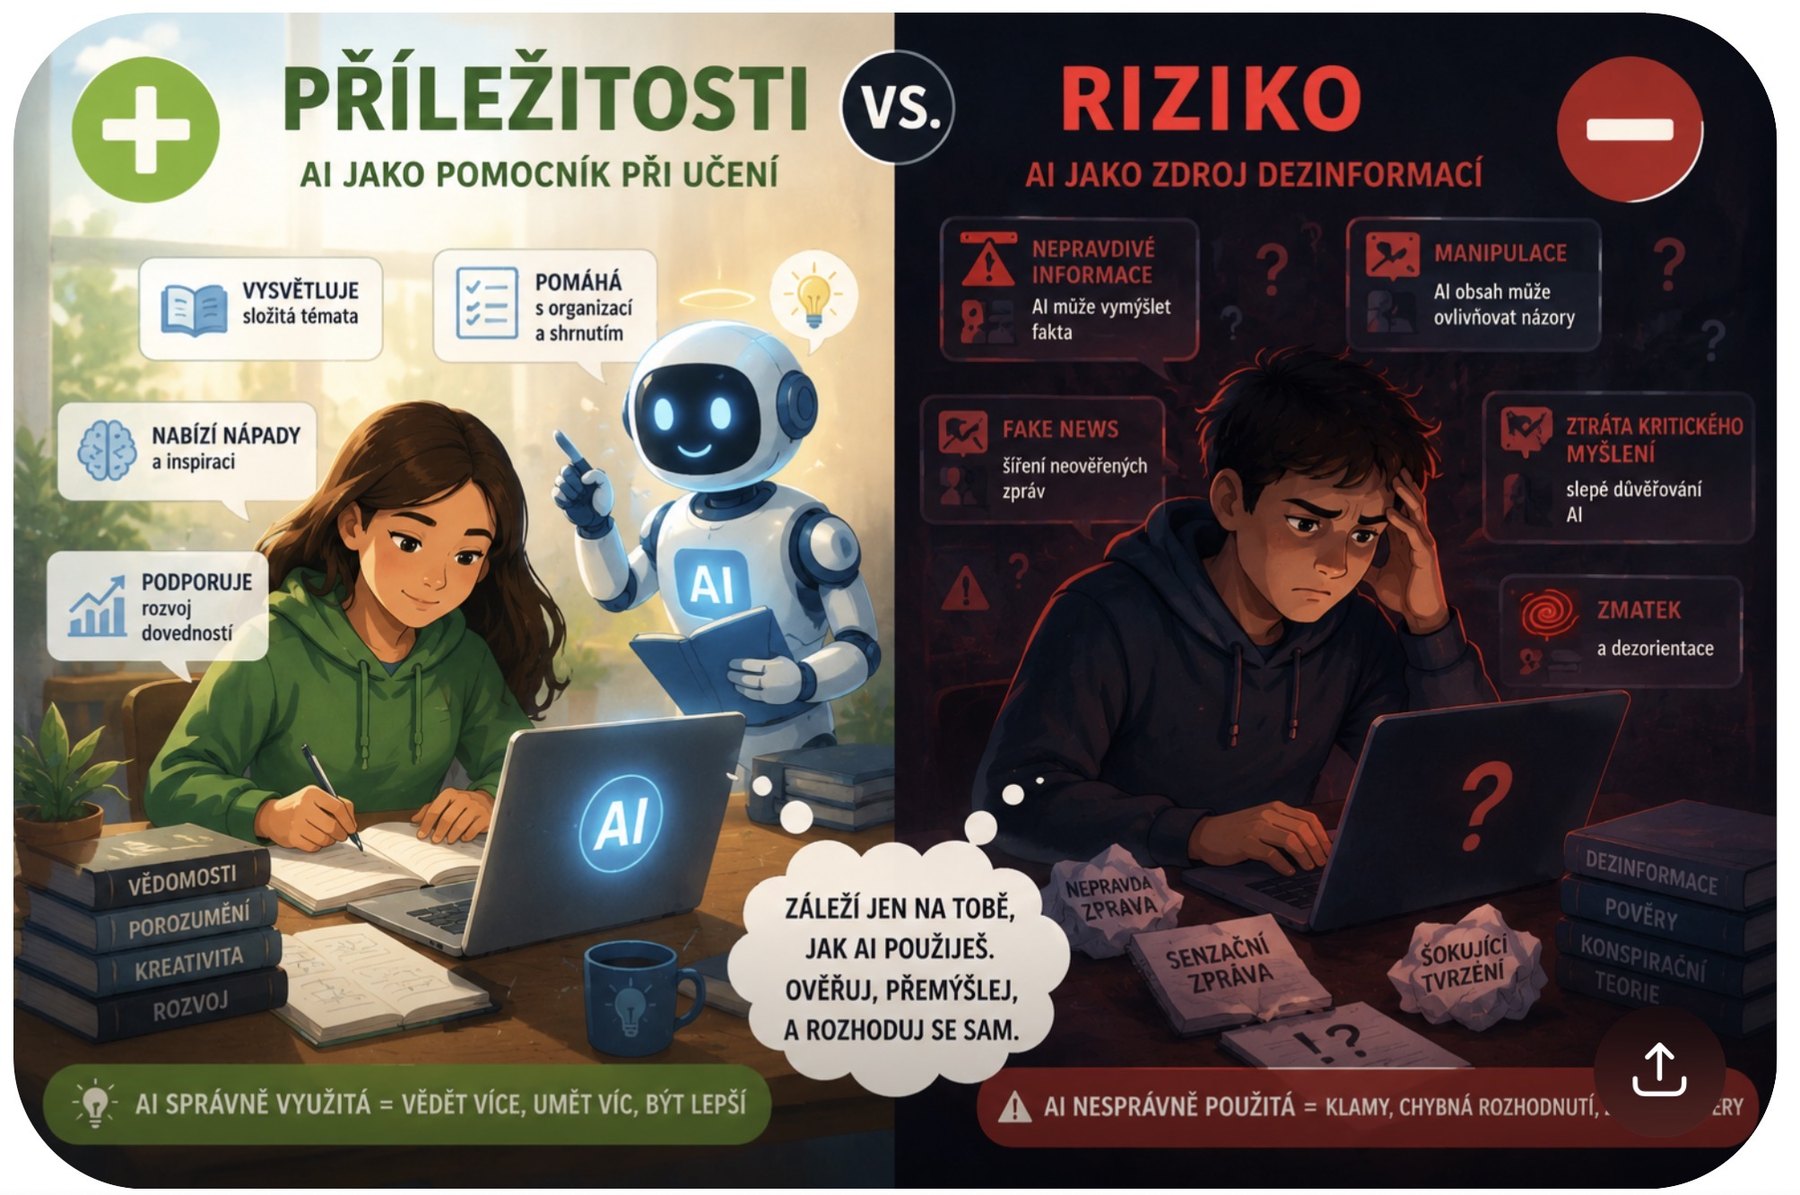 PŘÍLEŽITOSTI
AI JAKO POMOCNÍK PŘI UČENÍ
VS.
RIZIKO
AI JAKO ZDROJ DEZINFORMACÍ
VYSVĚTLUJE
složitá témata
POMÁHÁ
s organizací
a shrnutím
NABÍZÍ NÁPADY
a inspiraci
PODPORUJE
rozvoj
dovedností
AI
AI
VĚDOMOSTI
POROZUMĚNÍ
KREATIVITA
ROZVOJ
NEPRAVDIVÉ
INFORMACE
AI může vymýšlet
fakta
MANIPULACE
AI obsah může
ovlivňovat názory
FAKE NEWS
šíření neověřených
zpráv
ZTRÁTA KRITICKÉHO
MYŠLENÍ
slepé důvěřování
AI
ZMATEK
a dezorientace
?
NEPRAVDA
ZPRAVA
SENZAČNÍ
ZPRÁVA
ŠOKUJÍCÍ
TVRZENÍ
!?
DEZINFORMACE
POVĚRY
KONSPIRAČNÍ
TEORIE
ZÁLEŽÍ JEN NA TOBĚ,
JAK AI POUŽIJEŠ.
OVĚŘUJ, PŘEMÝŠLEJ,
A ROZHODUJ SE SAM.
AI SPRÁVNĚ VYUŽITÁ = VĚDĚT VÍCE, UMĚT VÍC, BÝT LEPŠÍ
AI NESPRÁVNĚ POUŽITÁ = KLAMY, CHYBNÁ ROZHODNUTÍ,